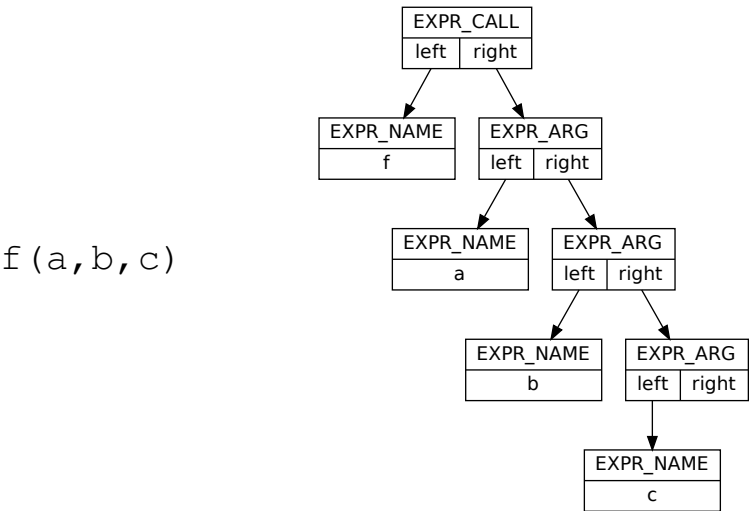 EXPR_CALL
left right
EXPR_NAME EXPR_ARG
f left right
f(a,b,c)
EXPR_NAME EXPR_ARG
a left right
EXPR_NAME EXPR_ARG
b left right
EXPR_NAME
c